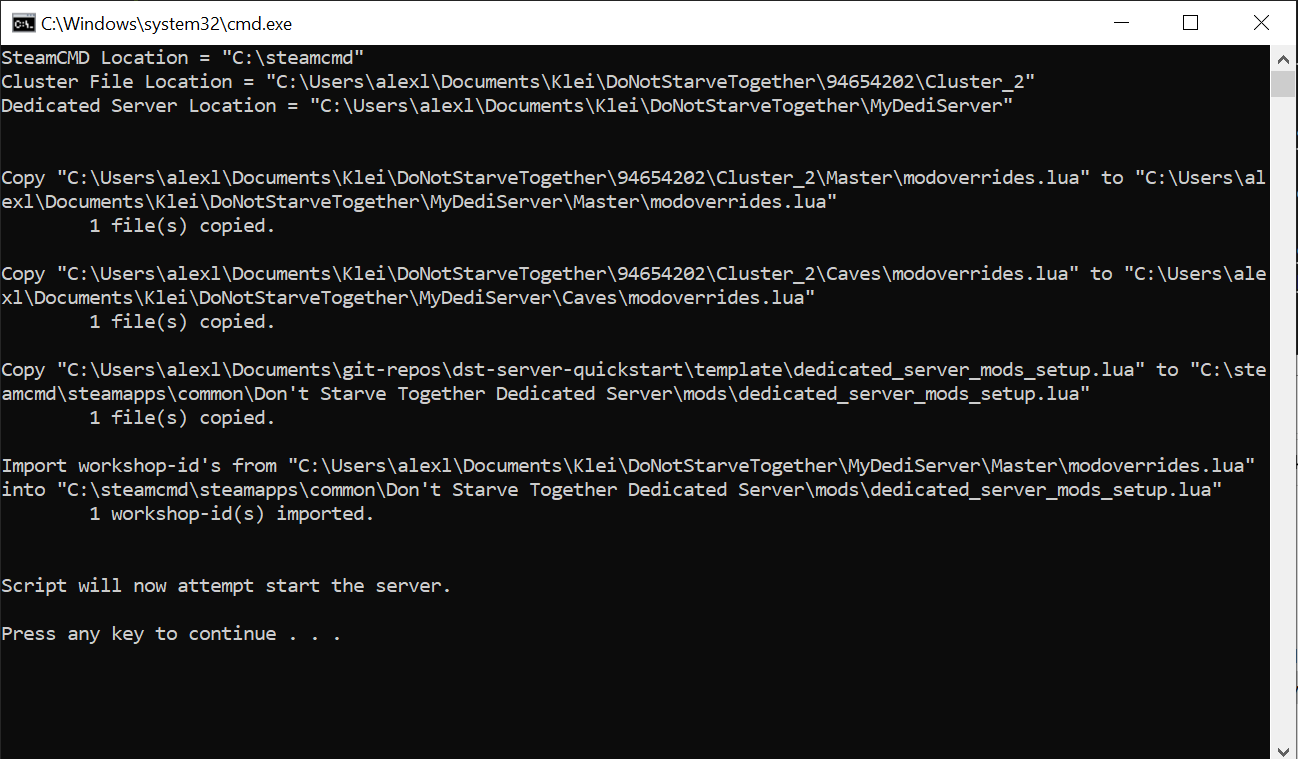 C:\Windows\system32\cmd.exe
SteamCMD Location = "C:\steamcmd"
Cluster File Location = "C:\Users\alexl\Documents\Klei\DoNotStarveTogether\94654202\Cluster_2"
Dedicated Server Location = "C:\Users\alexl\Documents\Klei\DoNotStarveTogether\MyDediServer"
Copy "C:\Users\alexl\Documents\Klei\DoNotStarveTogether\94654202\Cluster_2\Master\modoverrides.lua" to "C:\Users\al
exl\Documents\Klei\DoNotStarveTogether\MyDediServer\Master\modoverrides.lua"
1 file(s) copied.
Copy "C:\Users\alexl\Documents\Klei\DoNotStarveTogether\94654202\Cluster_2\Caves\modoverrides.lua" to "C:\Users\ale
xl\Documents\Klei\DoNotStarveTogether\MyDediServer\Caves\modoverrides.lua"
1 file(s) copied.
Copy "C:\Users\alexl\Documents\git-repos\dst-server-quickstart\template\dedicated_server_mods_setup.lua" to "C:\ste
amcmd\steamapps\common\Don't Starve Together Dedicated Server\mods\dedicated_server_mods_setup.lua"
1 file(s) copied.
Import workshop-id's from "C:\Users\alexl\Documents\Klei\DoNotStarveTogether\MyDediServer\Master\modoverrides.lua"
into "C:\steamcmd\steamapps\common\Don't Starve Together Dedicated Server\mods\dedicated_server_mods_setup.lua"
1 workshop-id(s) imported.
Script will now attempt start the server.
Press any key to continue . . .